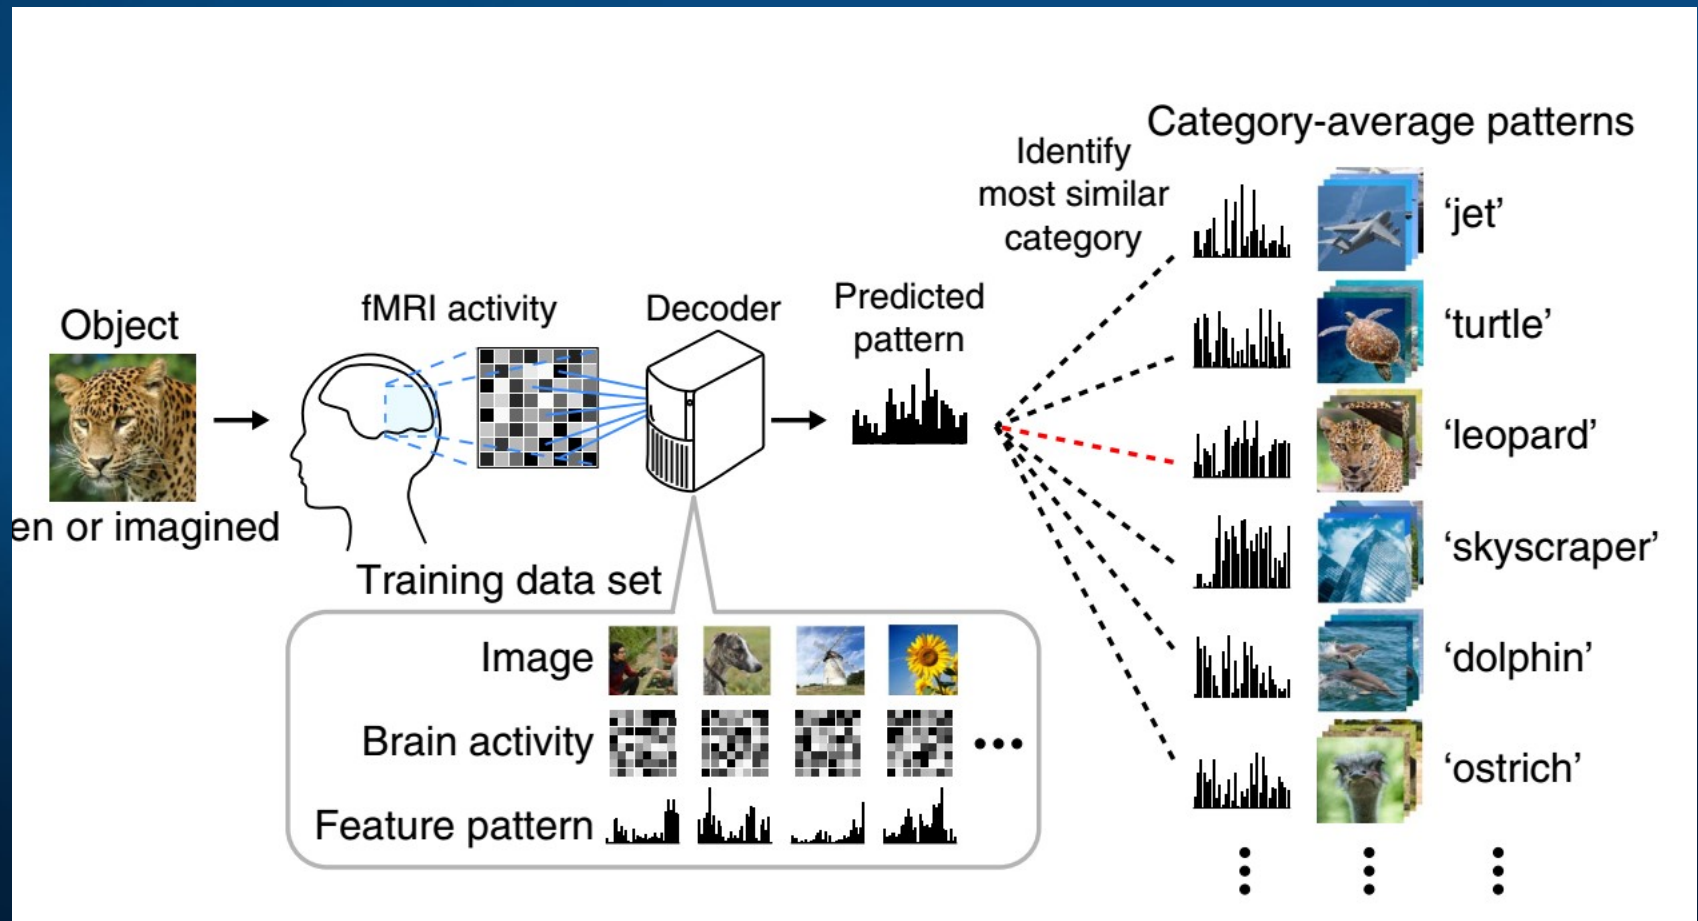 Category-average patterns
Identify
most similar
category
‘jet’
‘turtle’
‘leopard’
‘skyscraper’
‘dolphin’
‘ostrich’
Object
en or imagined
fMRI activity
Decoder
Predicted
pattern
Training data set
Image
Brain activity
Feature pattern